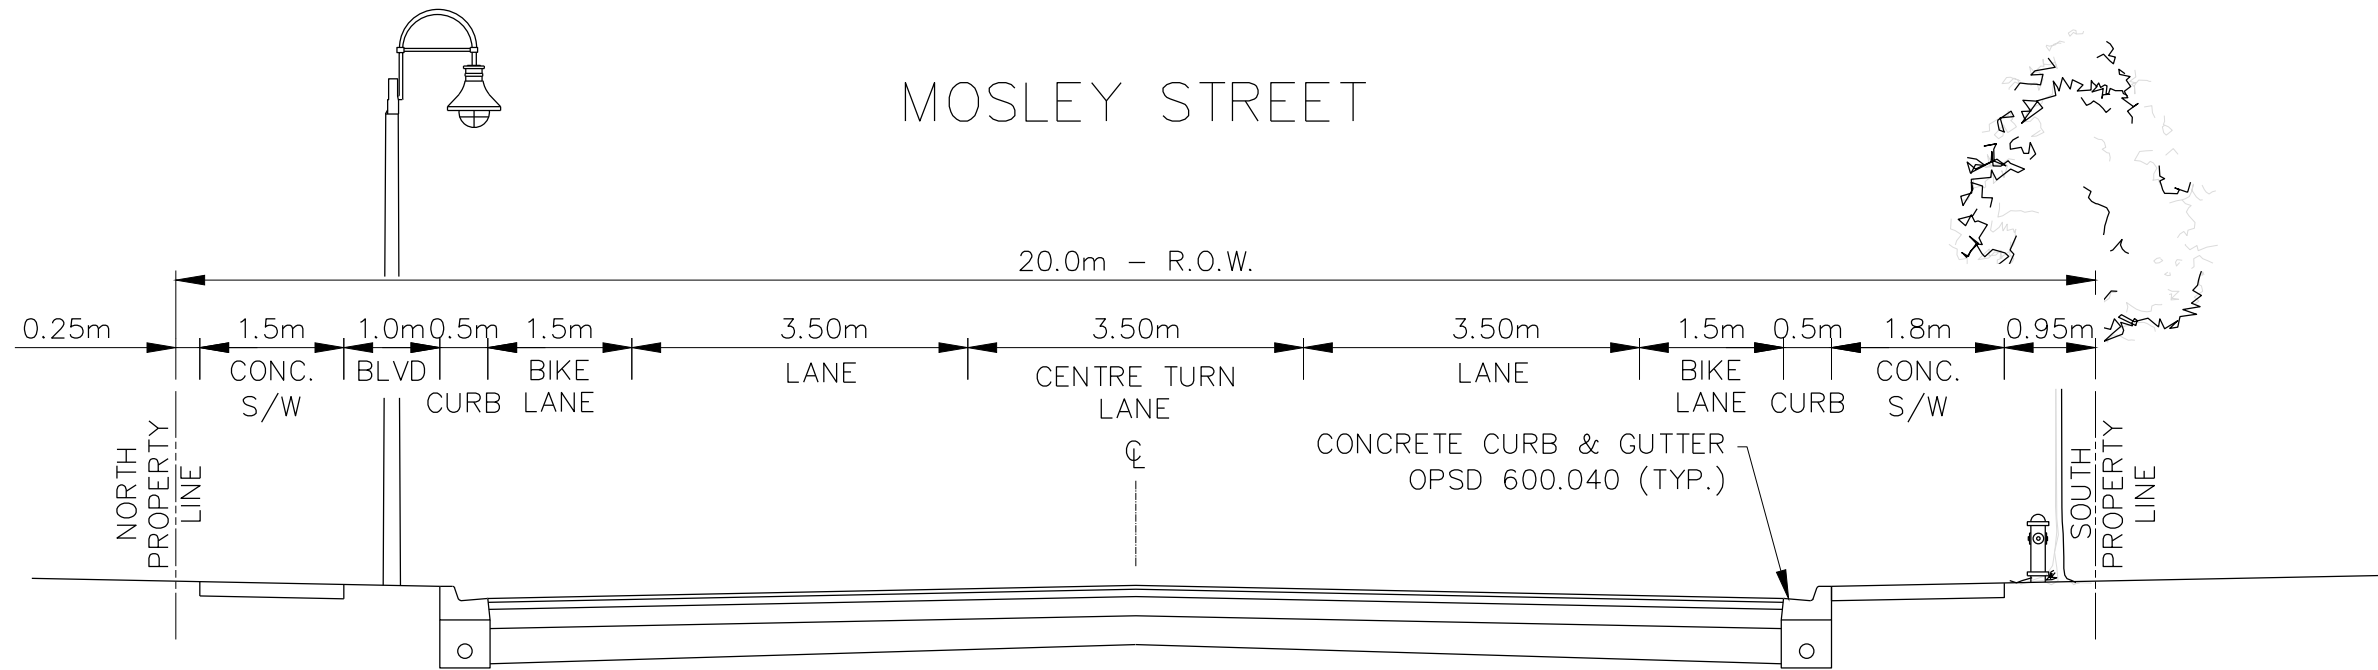 MOSLEY STREET
20.0m - R.O.W.
0.25m 1.5m 1.0m 0.5m 1.5m 3.50m 3.50m 3.50m 1.5m 0.5m 1.8m 0.95m
CONC.
S/W
BLVD
CURB
BIKE
LANE
LANE
CENTRE TURN
LANE
LANE
BIKE
LANE
CURB
CONC.
S/W
℄
CONCRETE CURB & GUTTER
OPSD 600.040 (TYP.)
NORTH
PROPERTY
LINE
SOUTH
PROPERTY
LINE